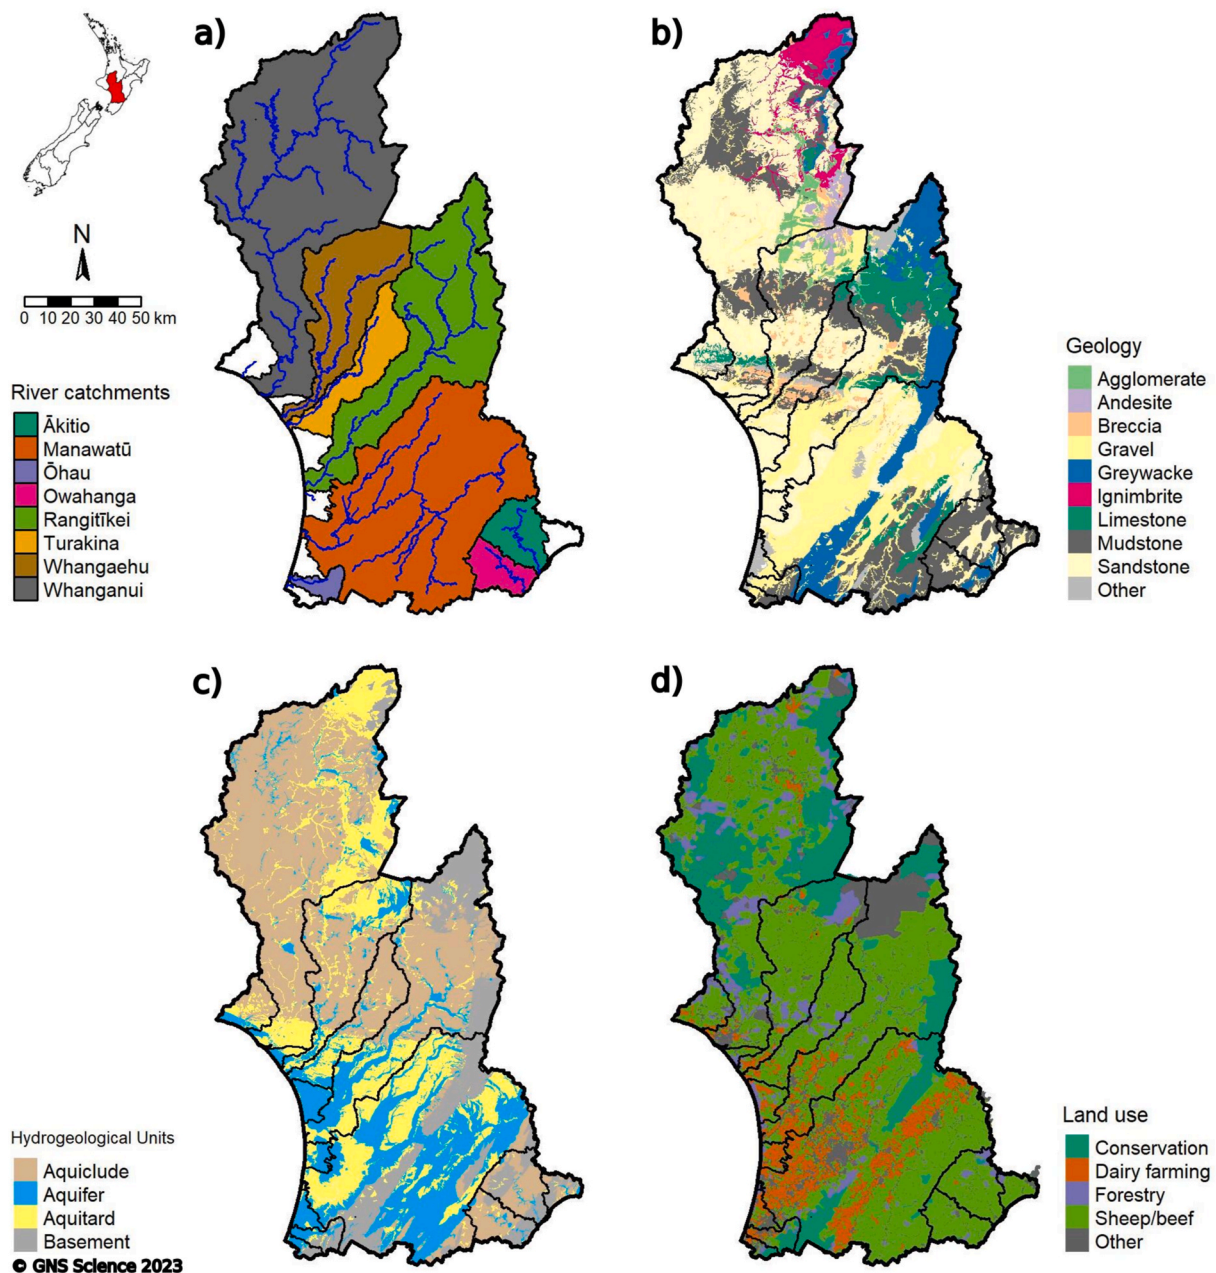 a)
b)
N
0 10 20 30 40 50 km
River catchments
Ākitio
Manawatū
Ōhau
Owahanga
Rangitīkei
Turakina
Whangaehu
Whanganui
Geology
Agglomerate
Andesite
Breccia
Gravel
Greywacke
Ignimbrite
Limestone
Mudstone
Sandstone
Other
c)
d)
Hydrogeological Units
Aquiclude
Aquifer
Aquitard
Basement
© GNS Science 2023
Land use
Conservation
Dairy farming
Forestry
Sheep/beef
Other